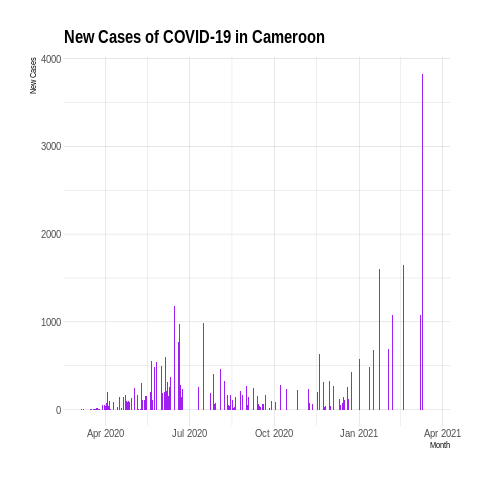 New Cases of COVID-19 in Cameroon
New Cases
4000
3000
2000
1000
0
Apr 2020 Jul 2020 Oct 2020 Jan 2021 Apr 2021
Month